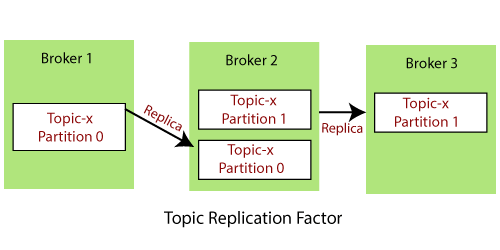 Broker 1
Topic-x
Partition 0
Replica
Broker 2
Topic-x
Partition 1
Topic-x
Partition 0
Replica
Broker 3
Topic-x
Partition 1
Topic Replication Factor